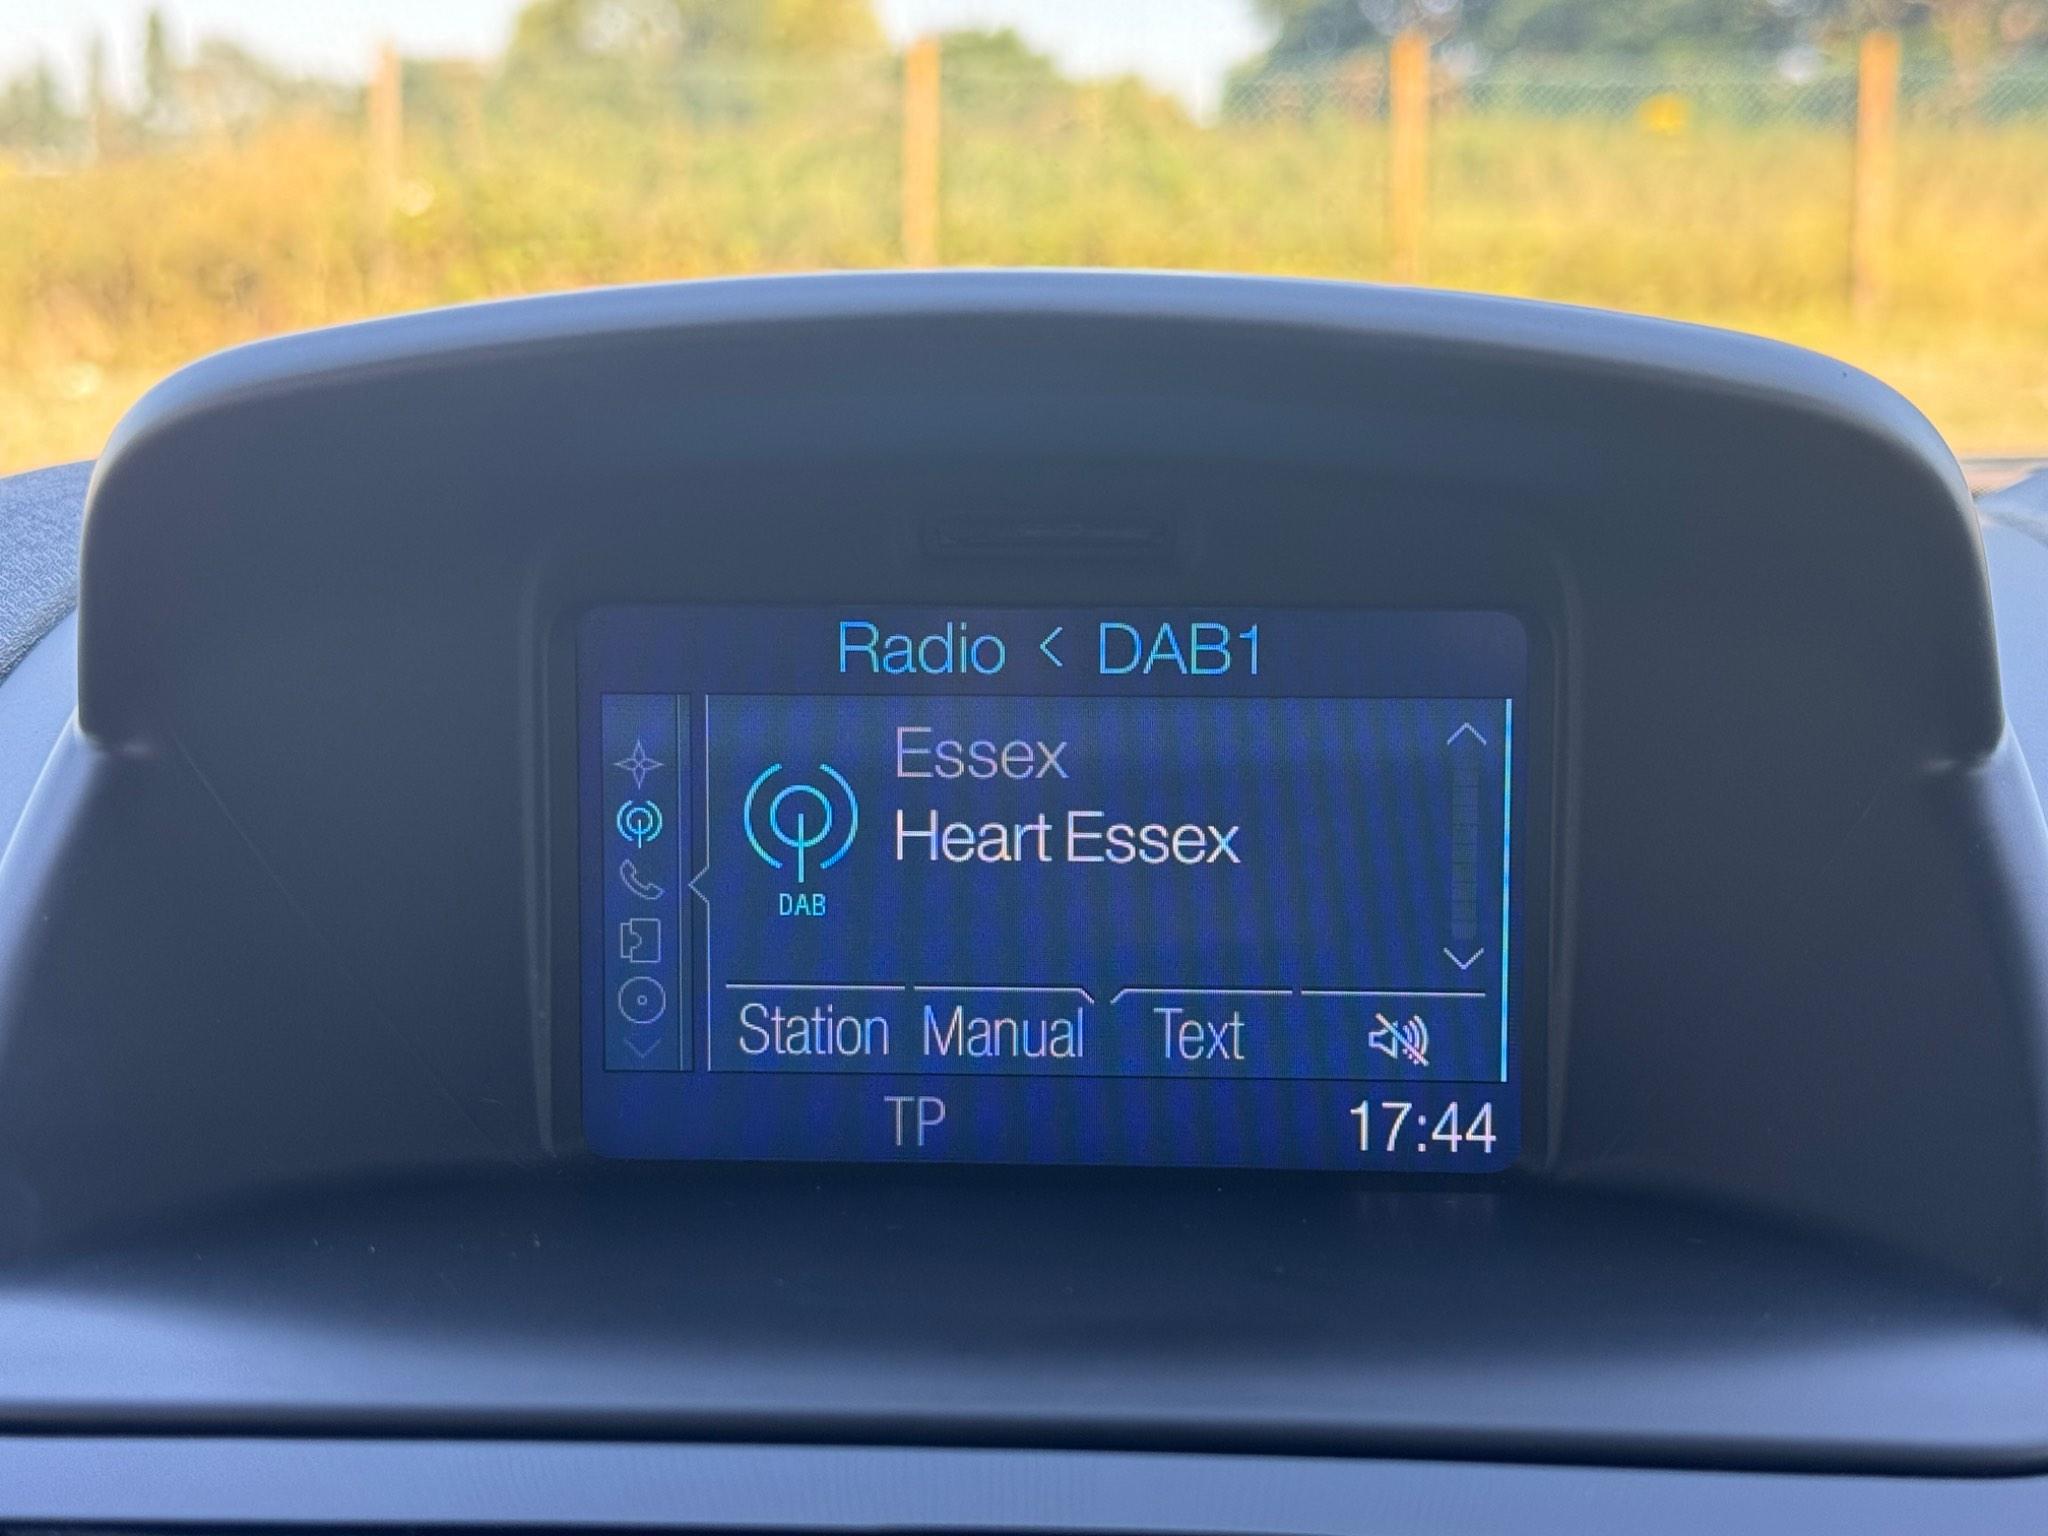 Radio < DAB1
Essex
Heart Essex
DAB
Station Manual Text
TP 17:44